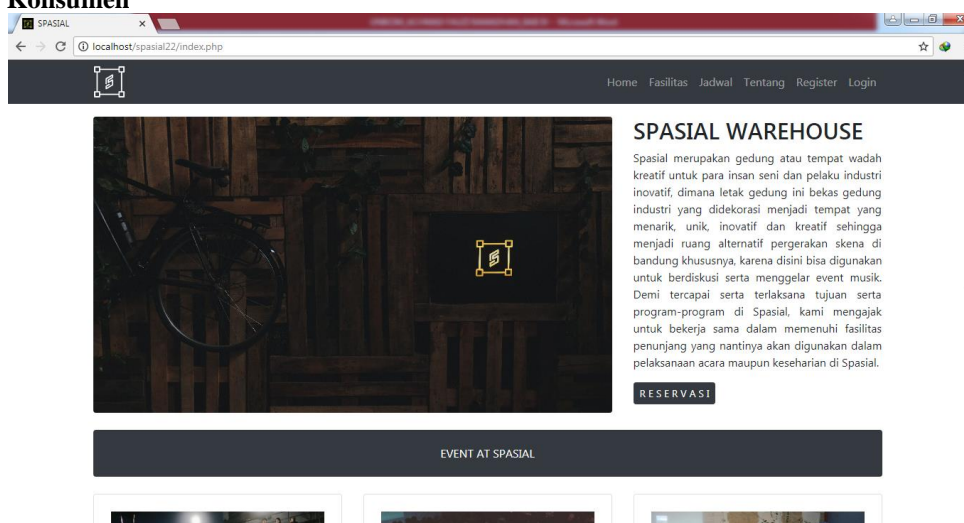 Konsumen
SPASIAL
localhost/spasial22/index.php
Home Fasilitas Jadwal Tentang Register Login
SPASIAL WAREHOUSE
Spasial merupakan gedung atau tempat wadah
kreatif untuk para insan seni dan pelaku industri
inovatif, dimana letak gedung ini bekas gedung
industri yang didekorasi menjadi tempat yang
menarik, unik, inovatif dan kreatif sehingga
menjadi ruang alternatif pergerakan skena di
bandung khususnya, karena disini bisa digunakan
untuk berdiskusi serta menggelar event musik.
Demi tercapai serta terlaksana tujuan serta
program-program di Spasial, kami mengajak
untuk bekerja sama dalam memenuhi fasilitas
penunjang yang nantinya akan digunakan dalam
pelaksanaan acara maupun keseharian di Spasial.
RESERVASI
EVENT AT SPASIAL